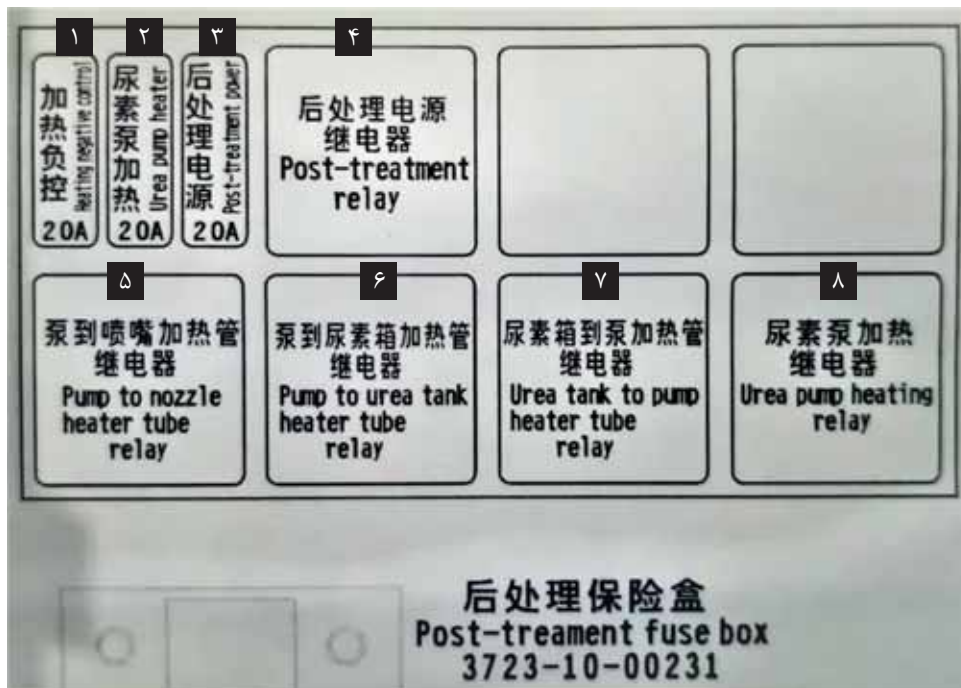 ۱
加热负控
Heating negative control
20A
۲
尿素泵加热
Urea pump heater
20A
۳
后处理电源
Post-treatment power
20A
۴
后处理电源
继电器
Post-treatment
relay
۵
泵到喷嘴加热管
继电器
Pump to nozzle
heater tube
relay
۶
泵到尿素箱加热管
继电器
Pump to urea tank
heater tube
relay
۷
尿素箱到泵加热管
继电器
Urea tank to pump
heater tube
relay
۸
尿素泵加热
继电器
Urea pump heating
relay
后处理保险盒
Post-treament fuse box
3723-10-00231